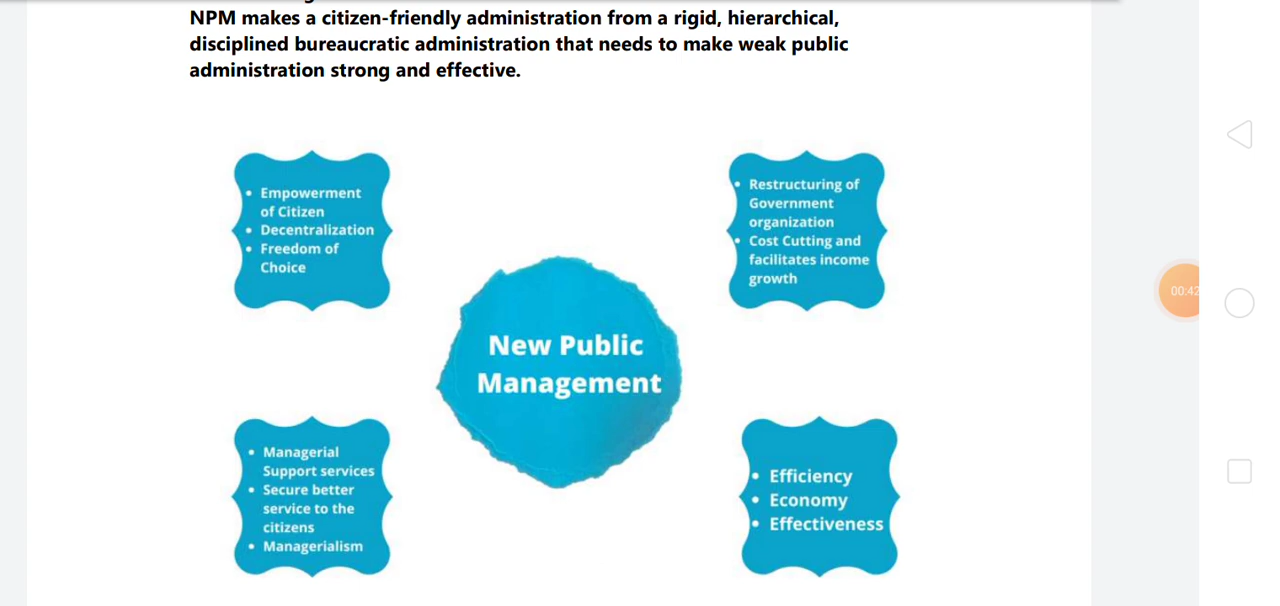 NPM makes a citizen-friendly administration from a rigid, hierarchical,
disciplined bureaucratic administration that needs to make weak public
administration strong and effective.
• Empowerment
of Citizen
• Decentralization
• Freedom of
Choice
• Restructuring of
Government
organization
• Cost Cutting and
facilitates income
growth
New Public
Management
• Managerial
Support services
• Secure better
service to the
citizens
• Managerialism
• Efficiency
• Economy
• Effectiveness
00:42